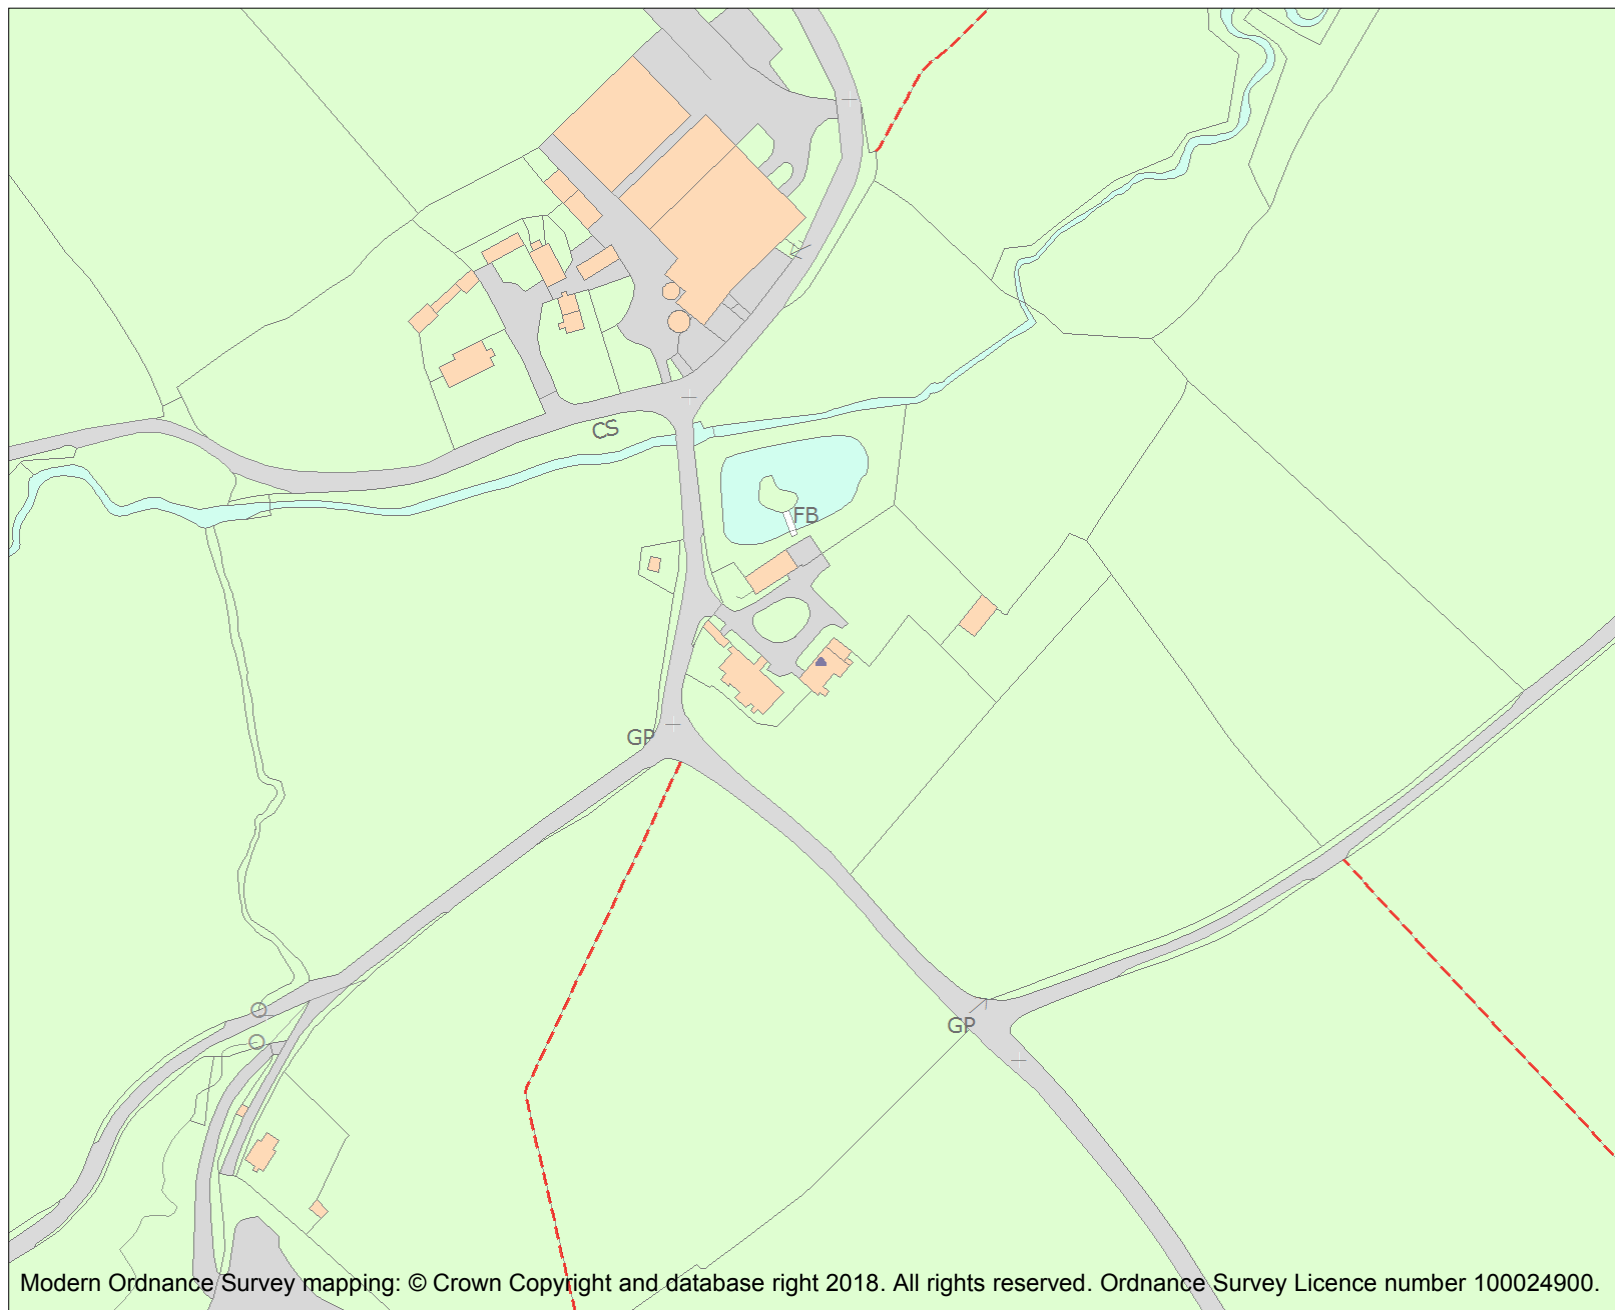 CS
FB
GP
GP
Modern Ordnance Survey mapping: © Crown Copyright and database right 2018. All rights reserved. Ordnance Survey Licence number 100024900.